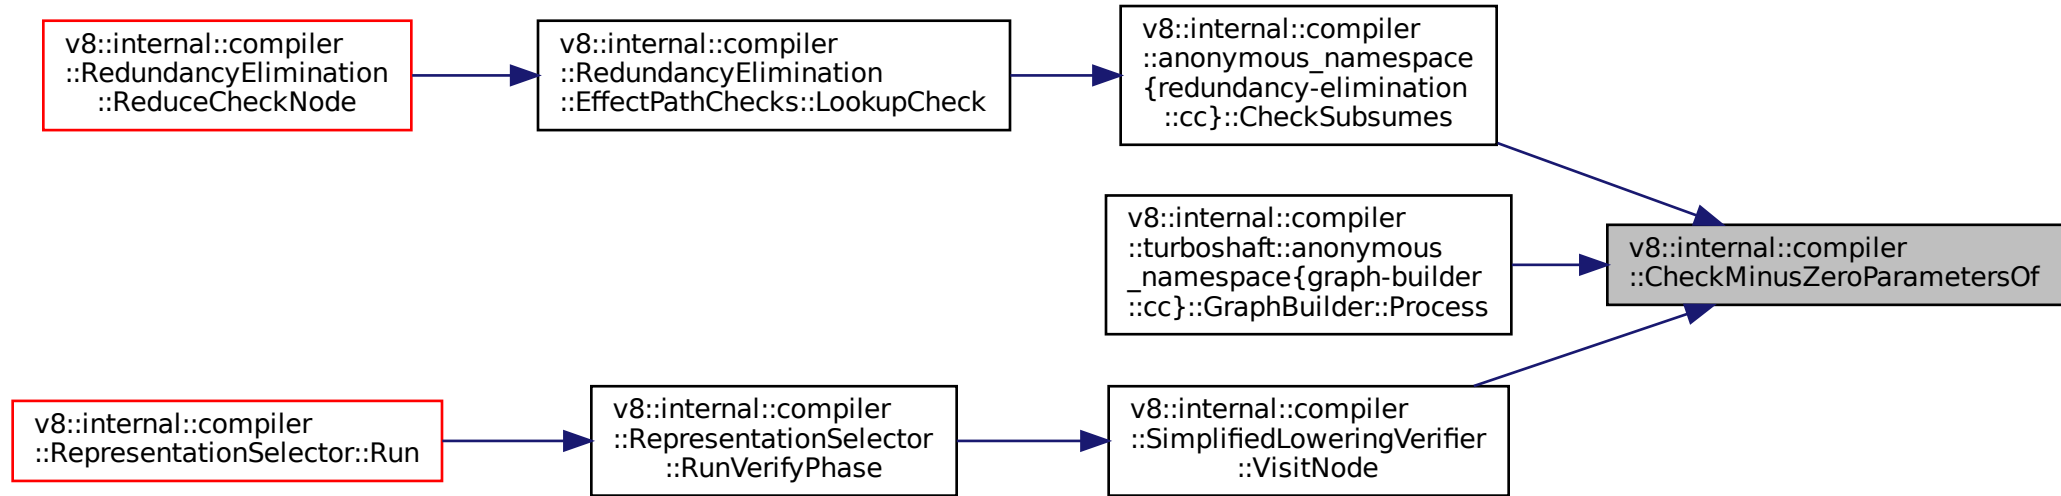 v8::internal::compiler
::RedundancyElimination
::ReduceCheckNode
v8::internal::compiler
::RedundancyElimination
::EffectPathChecks::LookupCheck
v8::internal::compiler
::anonymous_namespace
{redundancy-elimination
::cc}::CheckSubsumes
v8::internal::compiler
::turboshaft::anonymous
_namespace{graph-builder
::cc}::GraphBuilder::Process
v8::internal::compiler
::CheckMinusZeroParametersOf
v8::internal::compiler
::RepresentationSelector::Run
v8::internal::compiler
::RepresentationSelector
::RunVerifyPhase
v8::internal::compiler
::SimplifiedLoweringVerifier
::VisitNode